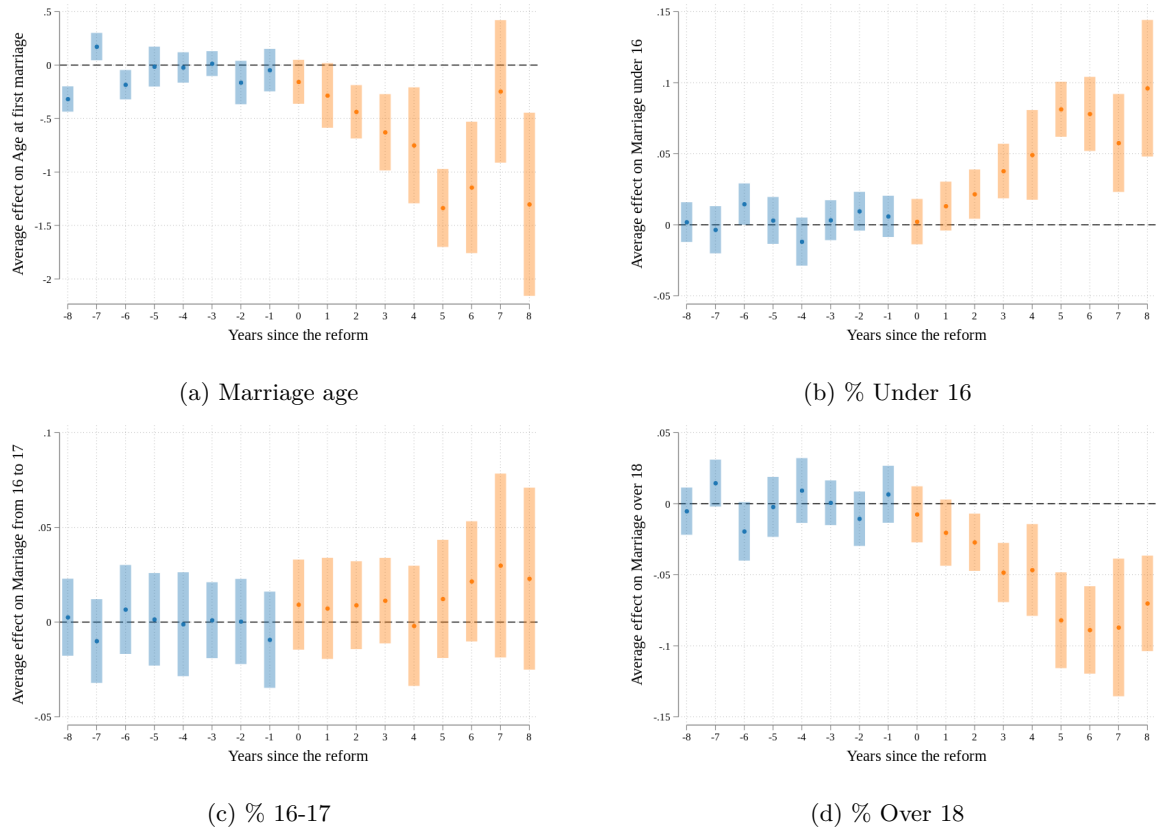 Average effect on Age at first marriage
.5
0
-.5
-1
-1.5
-2
-8 -7 -6 -5 -4 -3 -2 -1 0 1 2 3 4 5 6 7 8
Years since the reform
(a) Marriage age
Average effect on Marriage under 16
.15
.1
.05
0
-.05
-8 -7 -6 -5 -4 -3 -2 -1 0 1 2 3 4 5 6 7 8
Years since the reform
(b) % Under 16
Average effect on Marriage from 16 to 17
.1
.05
0
-.05
-8 -7 -6 -5 -4 -3 -2 -1 0 1 2 3 4 5 6 7 8
Years since the reform
(c) % 16-17
Average effect on Marriage over 18
.05
0
-.05
-.1
-.15
-8 -7 -6 -5 -4 -3 -2 -1 0 1 2 3 4 5 6 7 8
Years since the reform
(d) % Over 18